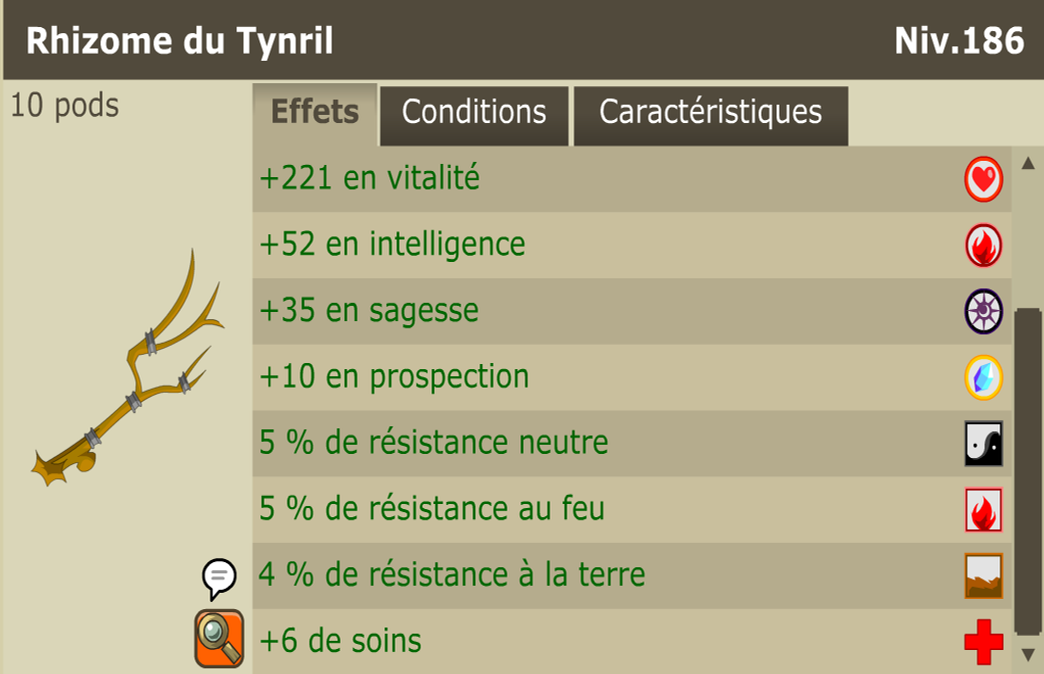 Rhizome du Tynril
Niv.186
10 pods
Effets
Conditions
Caractéristiques
+221 en vitalité
+52 en intelligence
+35 en sagesse
+10 en prospection
5 % de résistance neutre
5 % de résistance au feu
4 % de résistance à la terre
+6 de soins